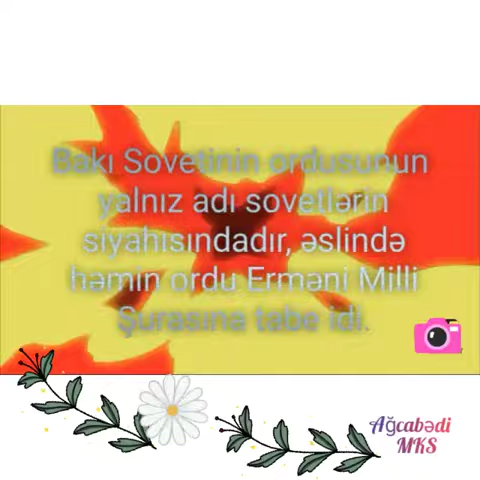 Bakı Sovetinin ordusunun
yalnız adı sovetlərin
siyahısındadır, əslində
həmin ordu Erməni Milli
Şurasına tabe idi.
Ağcabədi
MKS